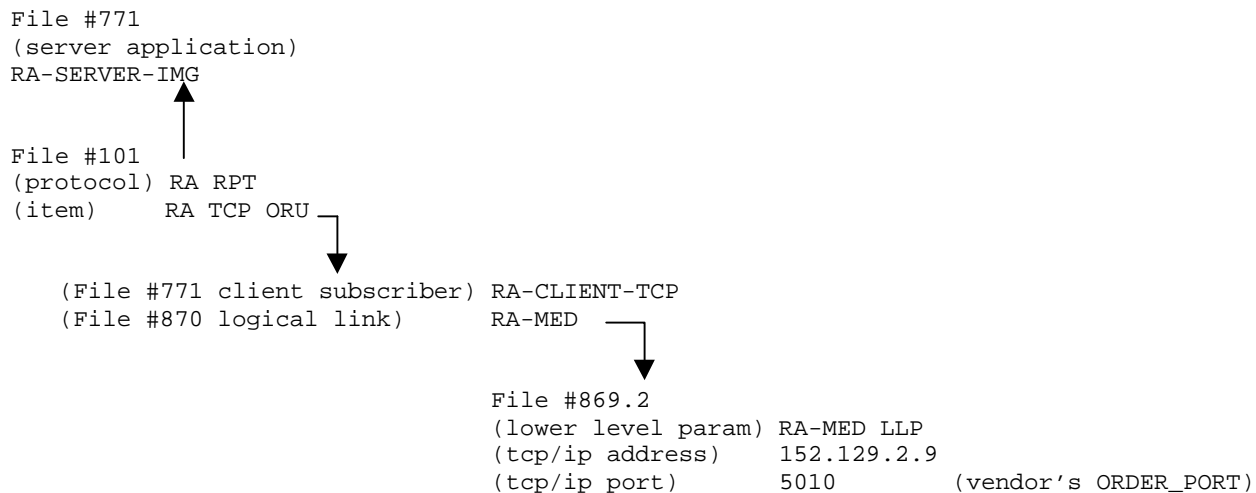 File #771
(server application)
RA-SERVER-IMG
File #101
(protocol) RA RPT
(item) RA TCP ORU
(File #771 client subscriber) RA-CLIENT-TCP
(File #870 logical link) RA-MED
File #869.2
(lower level param) RA-MED LLP
(tcp/ip address) 152.129.2.9
(tcp/ip port) 5010 (vendor's ORDER_PORT)